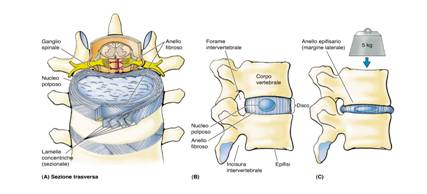 Ganglio
spinale
Nucleo
polposo
Lamelle
concentriche
(sezionate)
(A) Sezione trasversa
Anello
fibroso
Forame
intervertebrale
Corpo
vertebrale
Nucleo
polposo
Anello
fibroso
Incisura
intervertebrale
Epifisi
Disco
(B)
Anello epifisario
(margine laterale)
5 kg
(C)